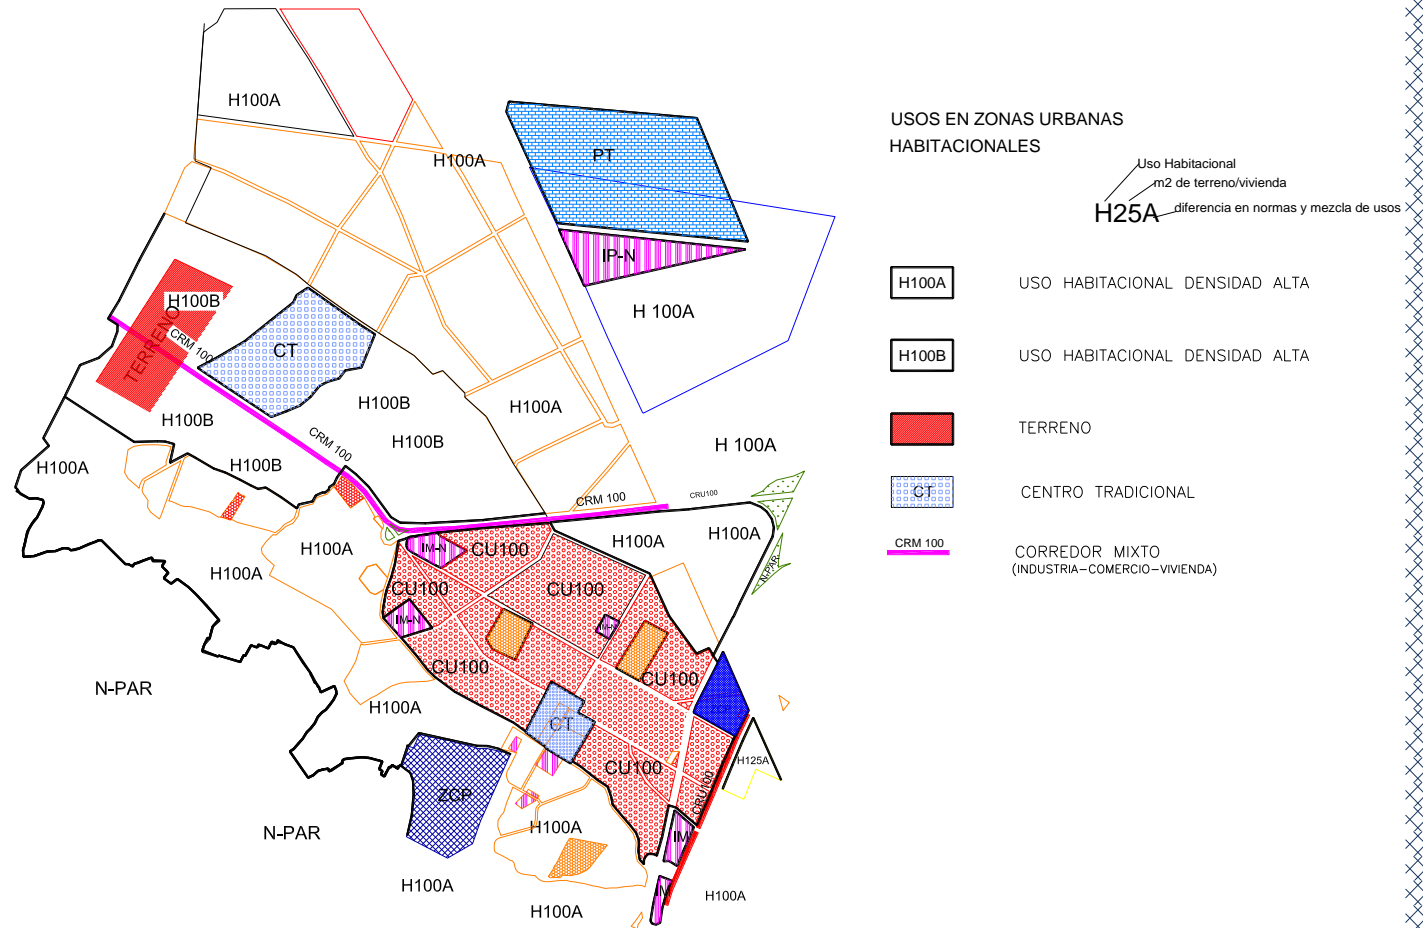 H100A
H100A
PT
IP-N
H 100A
H100B
TERRENO
CRM 100
CT
H100B
H100B
H100B
H100A
H100B
H100A
CRM 100
H 100A
CRM 100
CRU100
H100A
H100A
H100A
IM-N
CU100
CU100
CU100
IM-N
IM-N
N-PAR
CU100
CU100
N-PAR
H100A
CT
CU100
CRU100
H125A
ZCP
N-PAR
H100A
IM
H100A
IM
H100A
H100A
USOS EN ZONAS URBANAS
HABITACIONALES
Uso Habitacional
m2 de terreno/vivienda
H25A
diferencia en normas y mezcla de usos
H100A
USO HABITACIONAL DENSIDAD ALTA
H100B
USO HABITACIONAL DENSIDAD ALTA
TERRENO
CT
CENTRO TRADICIONAL
CRM 100
CORREDOR MIXTO
(INDUSTRIA-COMERCIO-VIVIENDA)